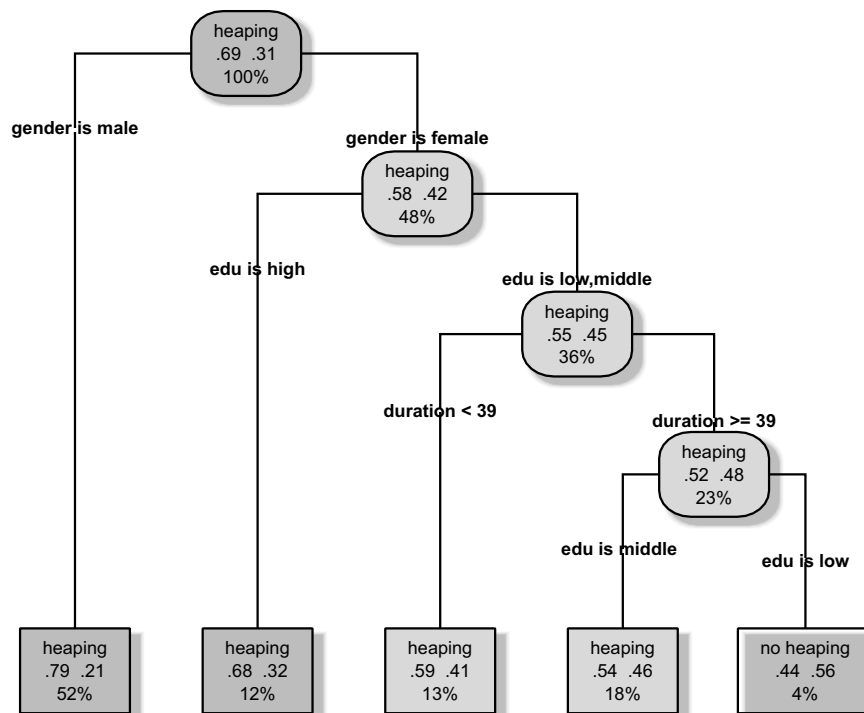 heaping
.69 .31
100%
gender is male
gender is female
heaping
.58 .42
48%
edu is high
edu is low,middle
heaping
.55 .45
36%
duration < 39
duration >= 39
heaping
.52 .48
23%
edu is middle
edu is low
heaping
.79 .21
52%
heaping
.68 .32
12%
heaping
.59 .41
13%
heaping
.54 .46
18%
no heaping
.44 .56
4%